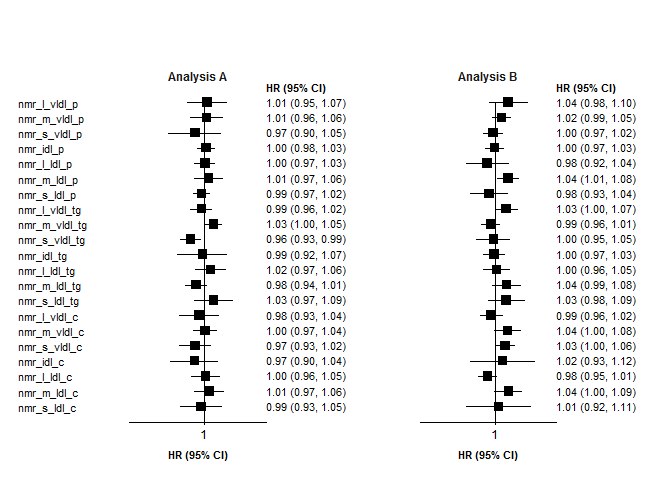 Analysis A Analysis B
HR (95% CI) HR (95% CI)
nmr_l_vldl_p 1.01 (0.95, 1.07) 1.04 (0.98, 1.10)
nmr_m_vldl_p 1.01 (0.96, 1.06) 1.02 (0.99, 1.05)
nmr_s_vldl_p 0.97 (0.90, 1.05) 1.00 (0.97, 1.02)
nmr_idl_p 1.00 (0.98, 1.03) 1.00 (0.97, 1.03)
nmr_l_ldl_p 1.00 (0.97, 1.03) 0.98 (0.92, 1.04)
nmr_m_ldl_p 1.01 (0.97, 1.06) 1.04 (1.01, 1.08)
nmr_s_ldl_p 0.99 (0.97, 1.02) 0.98 (0.93, 1.04)
nmr_l_vldl_tg 0.99 (0.96, 1.02) 1.03 (1.00, 1.07)
nmr_m_vldl_tg 1.03 (1.00, 1.05) 0.99 (0.96, 1.01)
nmr_s_vldl_tg 0.96 (0.93, 0.99) 1.00 (0.95, 1.05)
nmr_idl_tg 0.99 (0.92, 1.07) 1.00 (0.97, 1.03)
nmr_l_ldl_tg 1.02 (0.97, 1.06) 1.00 (0.96, 1.05)
nmr_m_ldl_tg 0.98 (0.94, 1.01) 1.04 (0.99, 1.08)
nmr_s_ldl_tg 1.03 (0.97, 1.09) 1.03 (0.98, 1.09)
nmr_l_vldl_c 0.98 (0.93, 1.04) 0.99 (0.96, 1.02)
nmr_m_vldl_c 1.00 (0.97, 1.04) 1.04 (1.00, 1.08)
nmr_s_vldl_c 0.97 (0.93, 1.02) 1.03 (1.00, 1.06)
nmr_idl_c 0.97 (0.90, 1.04) 1.02 (0.93, 1.12)
nmr_l_ldl_c 1.00 (0.96, 1.05) 0.98 (0.95, 1.01)
nmr_m_ldl_c 1.01 (0.97, 1.06) 1.04 (1.00, 1.09)
nmr_s_ldl_c 0.99 (0.93, 1.05) 1.01 (0.92, 1.11)
1 1
HR (95% CI) HR (95% CI)